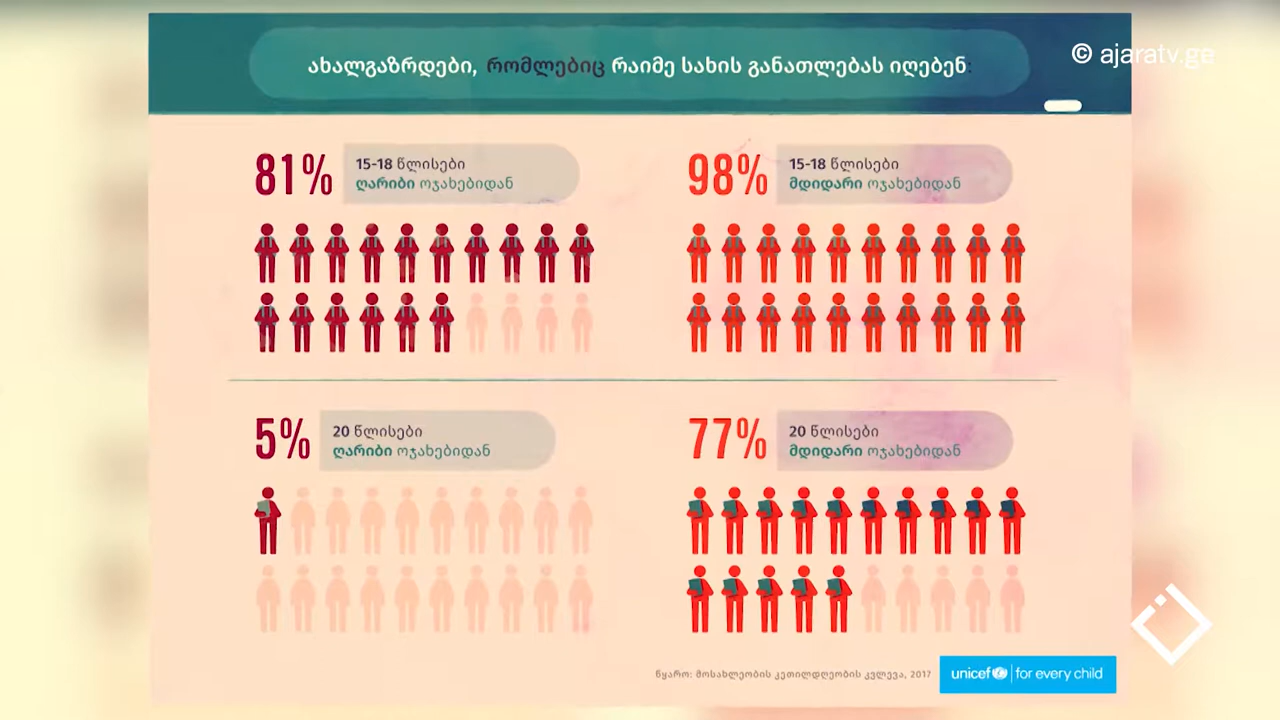 ახალგაზრდები, რომლებიც რაიმე სახის განათლებას იღებენ:
© ajaratv.ge
81%
15-18 წლისები
ღარიბი ოჯახებიდან
98%
15-18 წლისები
მდიდარი ოჯახებიდან
5%
20 წლისები
ღარიბი ოჯახებიდან
77%
20 წლისები
მდიდარი ოჯახებიდან
წყარო: მოსახლეობის კეთილდღეობის კვლევა, 2017
unicef for every child